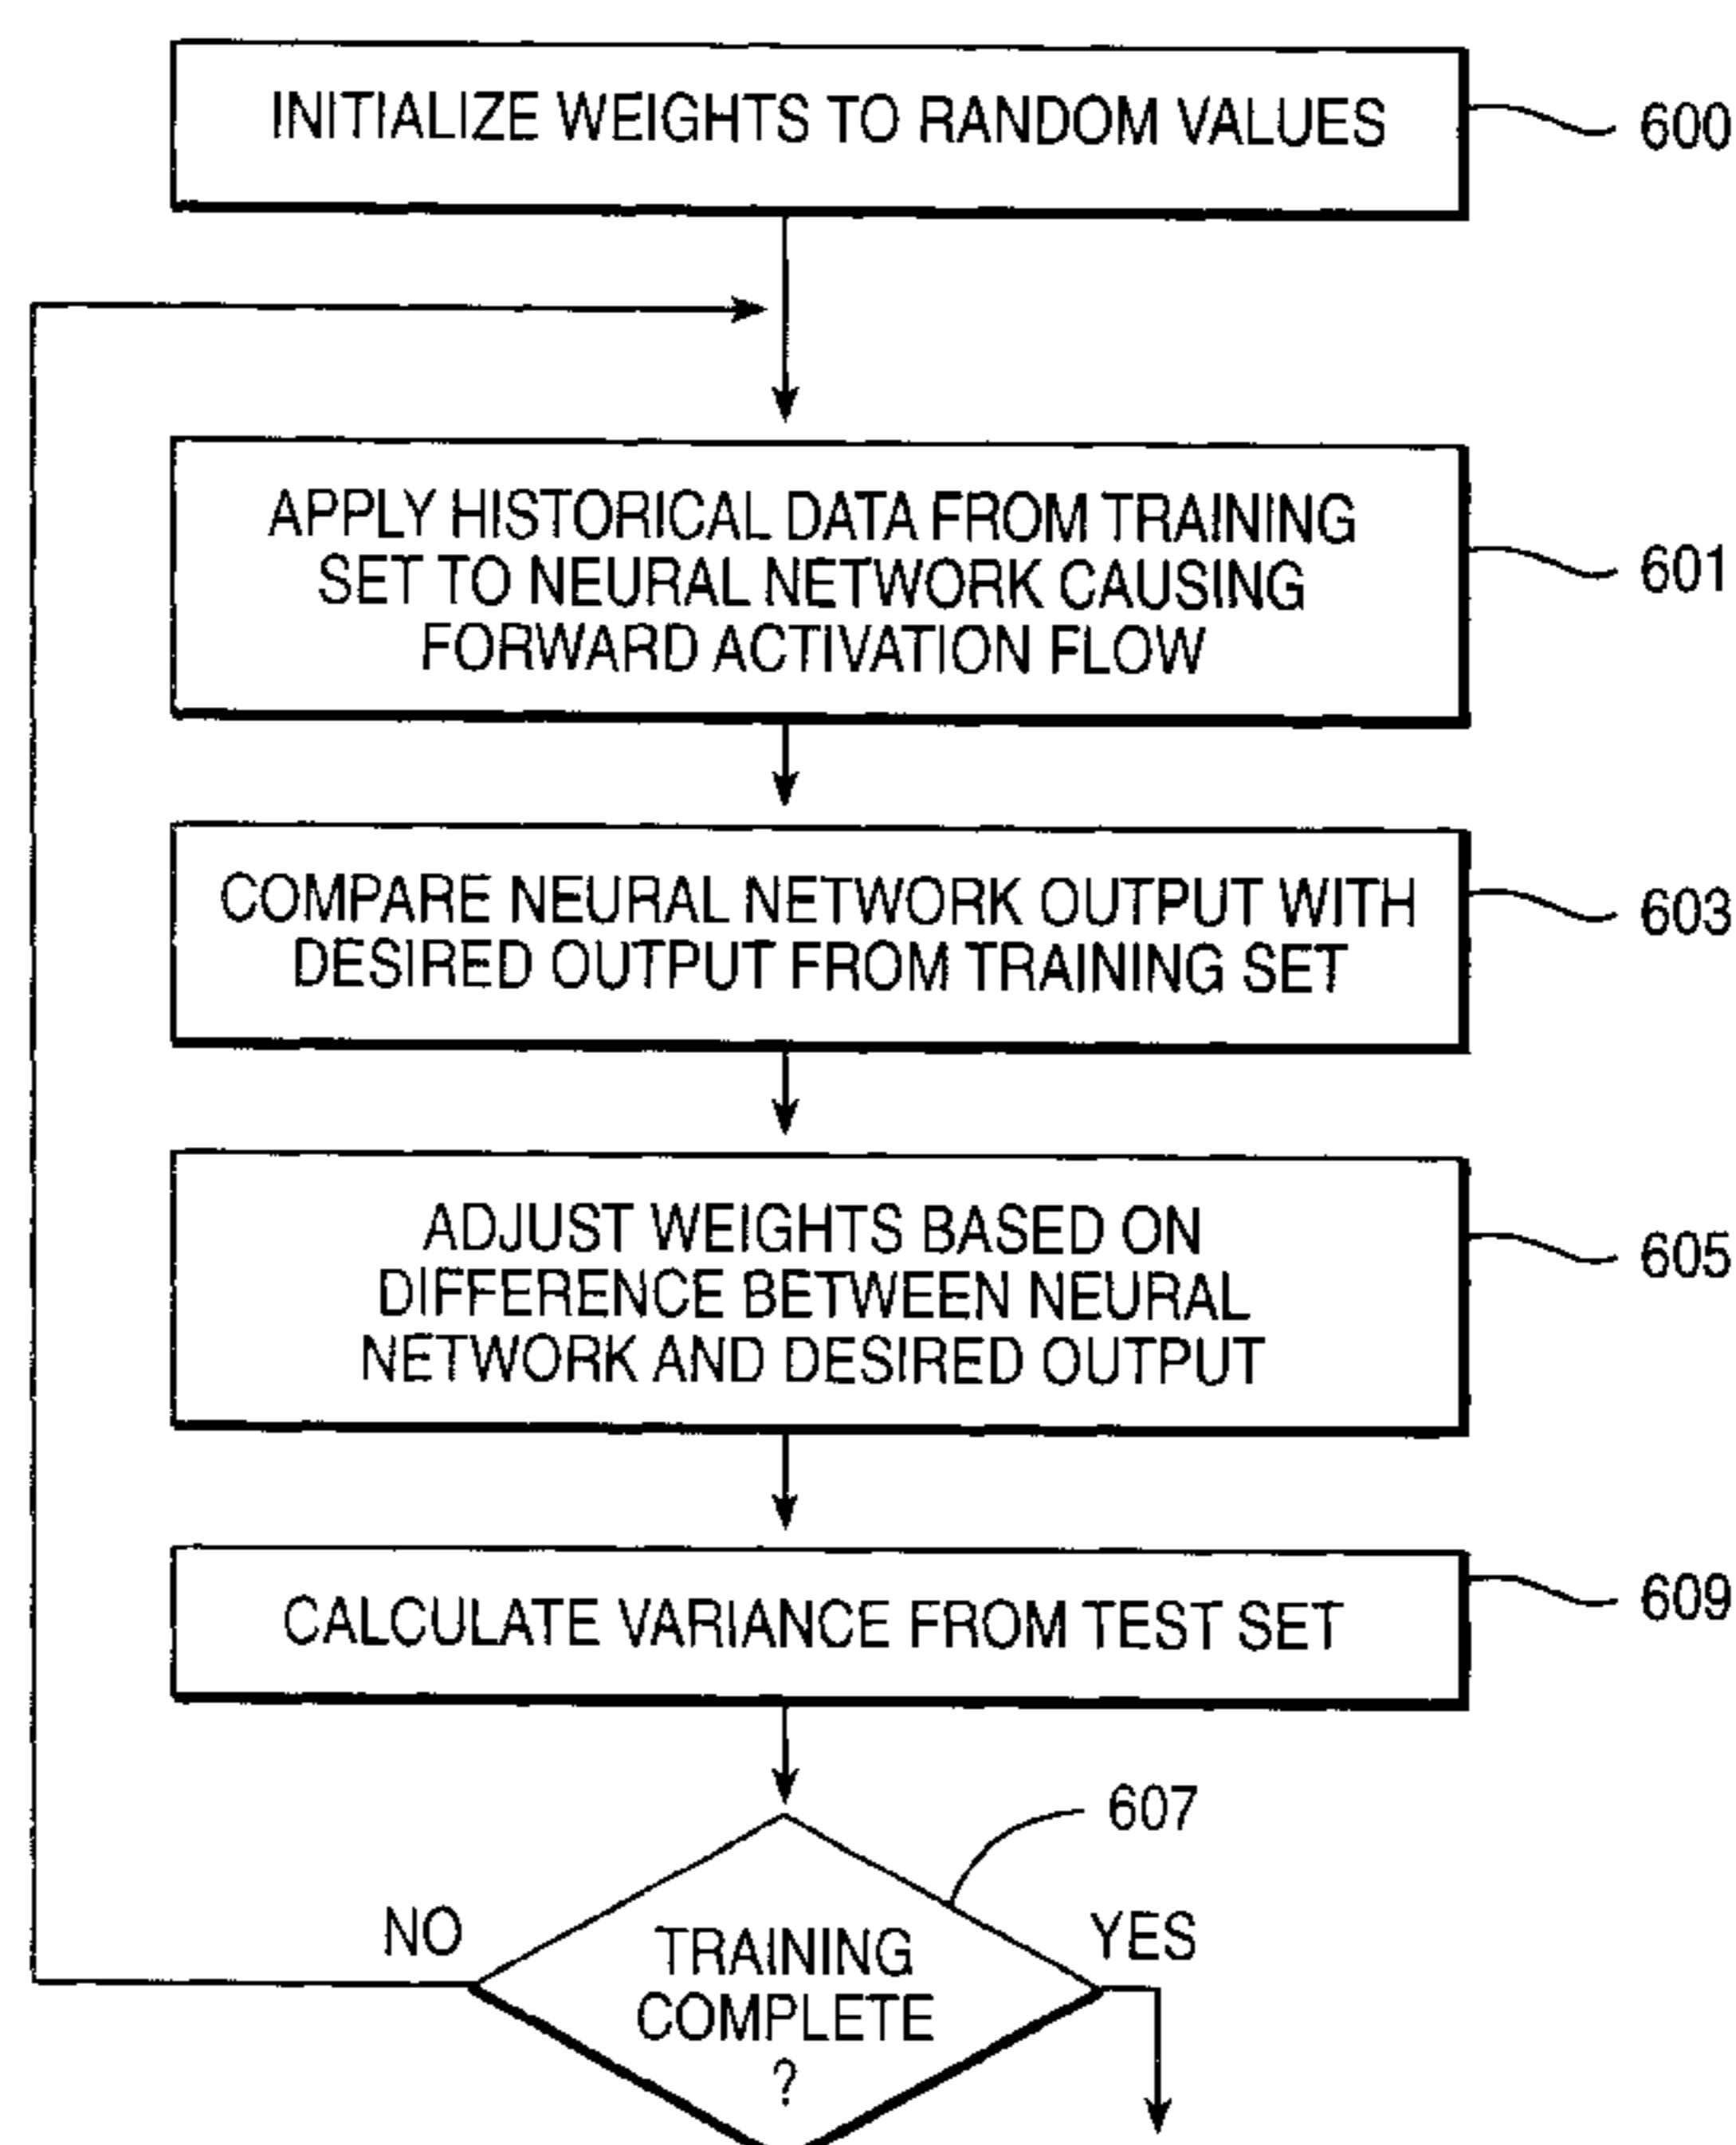 INITIALIZE WEIGHTS TO RANDOM VALUES
600
APPLY HISTORICAL DATA FROM TRAINING
SET TO NEURAL NETWORK CAUSING
FORWARD ACTIVATION FLOW
601
COMPARE NEURAL NETWORK OUTPUT WITH
DESIRED OUTPUT FROM TRAINING SET
603
ADJUST WEIGHTS BASED ON
DIFFERENCE BETWEEN NEURAL
NETWORK AND DESIRED OUTPUT
605
CALCULATE VARIANCE FROM TEST SET
609
607
NO
YES
TRAINING
COMPLETE
?